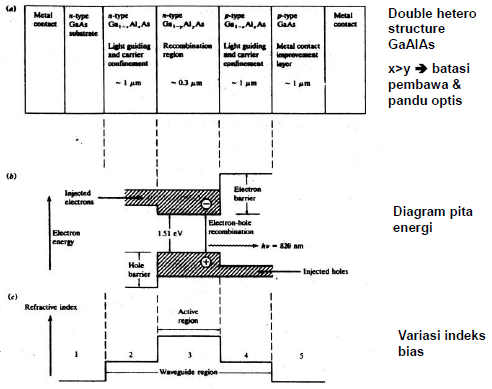 (a)
Metal
contact
n-type
GaAs
substrate
n-type
Ga₁₋ₓAlₓAs
Light guiding
and carrier
confinement
~ 1 μm
n-type
Ga₁₋ᵧAlᵧAs
Recombination
region
~ 0.3 μm
p-type
Ga₁₋ₓAlₓAs
Light guiding
and carrier
confinement
~ 1 μm
p-type
GaAs
Metal contact
improvement
layer
~ 1 μm
Metal
contact
Double hetero
structure
GaAlAs
x>y ➔ batasi
pembawa &
pandu optis
(b)
Injected
electrons
Electron
barrier
Electron
energy
1.51 eV
Electron-hole
recombination
hν = 820 nm
Hole
barrier
Injected holes
Diagram pita
energi
(c)
Refractive index
Active
region
1
2
3
4
5
Waveguide region
Variasi indeks
bias